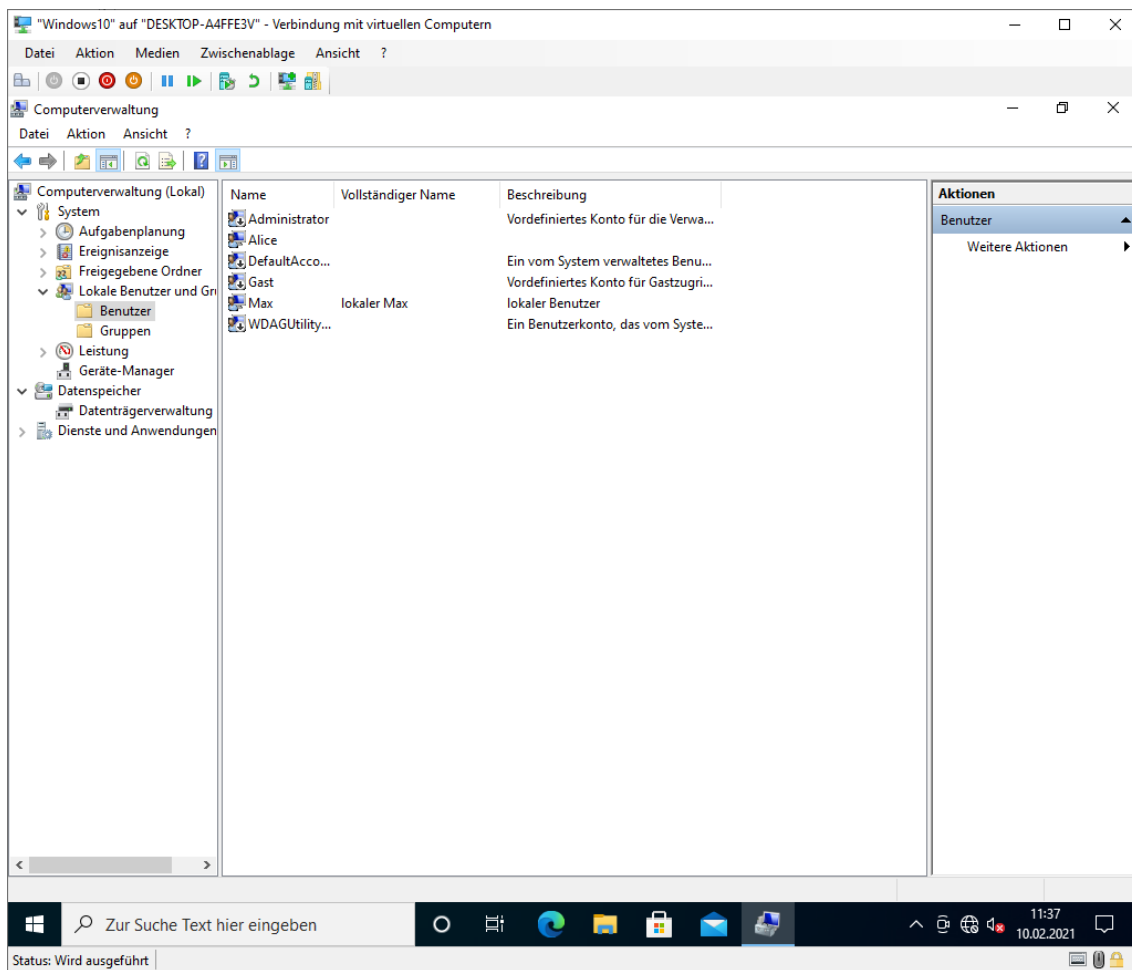 "Windows10" auf "DESKTOP-A4FFE3V" - Verbindung mit virtuellen Computern
Datei Aktion Medien Zwischenablage Ansicht ?
Computerverwaltung
Datei Aktion Ansicht ?
Computerverwaltung (Lokal)
System
Aufgabenplanung
Ereignisanzeige
Freigegebene Ordner
Lokale Benutzer und Gru
Benutzer
Gruppen
Leistung
Geräte-Manager
Datenspeicher
Datenträgerverwaltung
Dienste und Anwendungen
Name Vollständiger Name Beschreibung
Administrator Vordefiniertes Konto für die Verwa...
Alice
DefaultAcco... Ein vom System verwaltetes Benu...
Gast Vordefiniertes Konto für Gastzugri...
Max lokaler Max lokaler Benutzer
WDAGUtility... Ein Benutzerkonto, das vom Syste...
Aktionen
Benutzer
Weitere Aktionen
Zur Suche Text hier eingeben
11:37
10.02.2021
Status: Wird ausgeführt